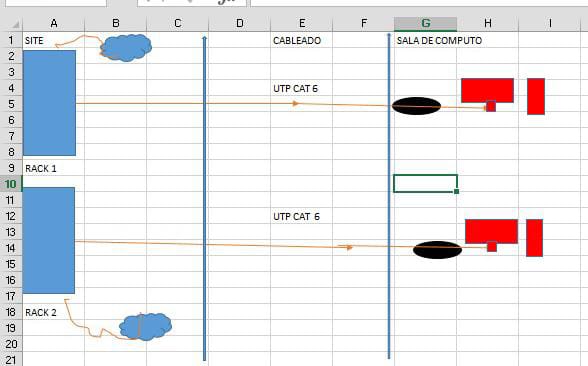 A B C D E F G H I
1 SITE CABLEADO SALA DE COMPUTO
2
3
4 UTP CAT 6
5
6
7
8
9 RACK 1
10
11
12 UTP CAT 6
13
14
15
16
17
18 RACK 2
19
20
21